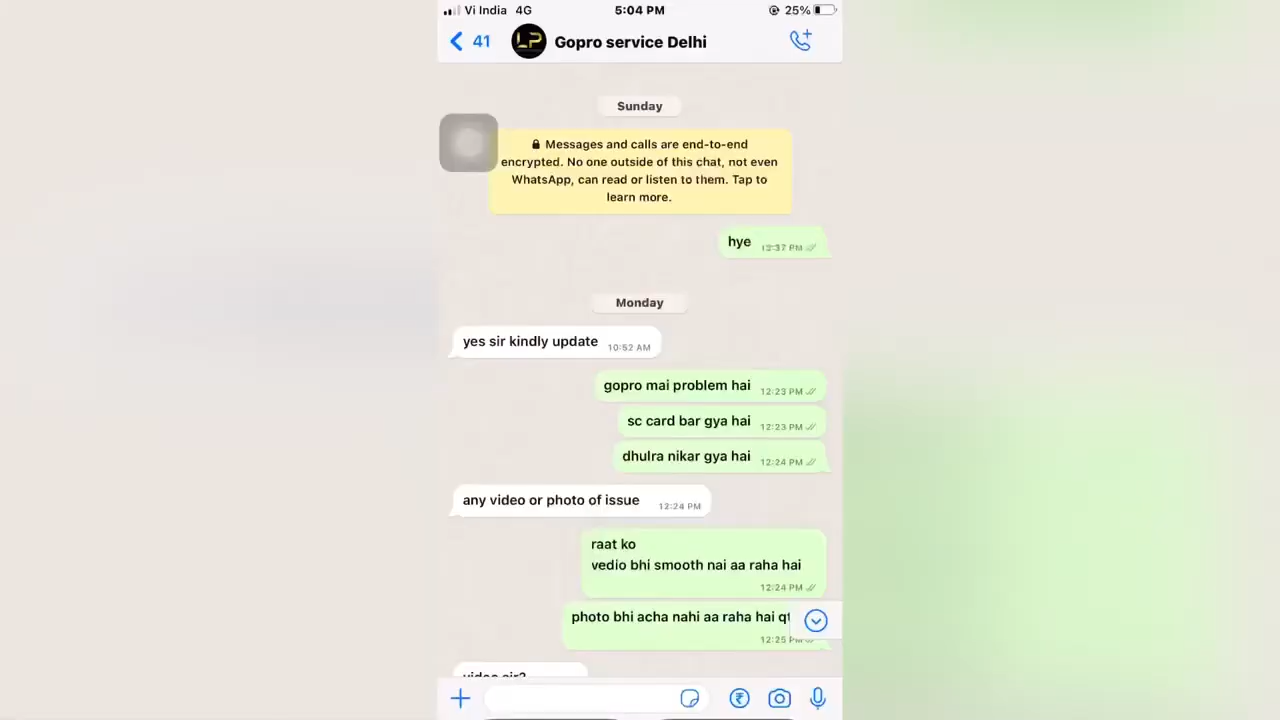 Vi India 4G 5:04 PM 25%
41 LP Gopro service Delhi
Sunday
Messages and calls are end-to-end
encrypted. No one outside of this chat, not even
WhatsApp, can read or listen to them. Tap to
learn more.
hye 12:37 PM
Monday
yes sir kindly update 10:52 AM
gopro mai problem hai 12:23 PM
sc card bar gya hai 12:23 PM
dhulra nikar gya hai 12:24 PM
any video or photo of issue 12:24 PM
raat ko
vedio bhi smooth nai aa raha hai
12:24 PM
photo bhi acha nahi aa raha hai qt
12:25 PM
video sir?